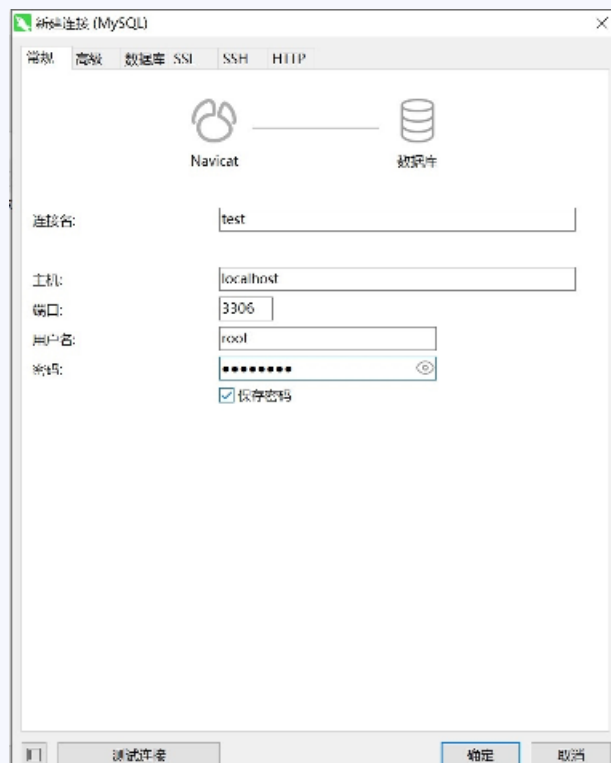 新建连接 (MySQL)
常规 高级 数据库 SSL SSH HTTP
Navicat 数据库
连接名: test
主机: localhost
端口: 3306
用户名: root
密码: ●●●●●●●●
保存密码
测试连接 确定 取消